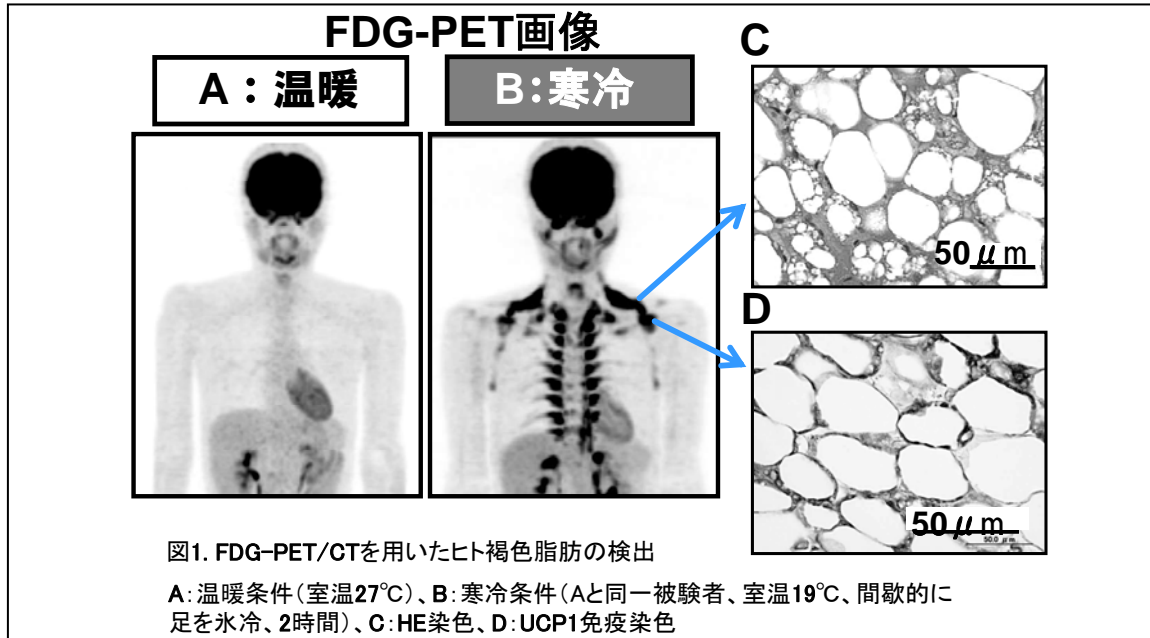 FDG-PET画像
A：温暖
B：寒冷
C
50μm
D
50μm
50.0 μm
図1. FDG-PET/CTを用いたヒト褐色脂肪の検出
A：温暖条件（室温27℃）、B：寒冷条件（Aと同一被験者、室温19℃、間歇的に
足を氷冷、2時間）、C：HE染色、D：UCP1免疫染色